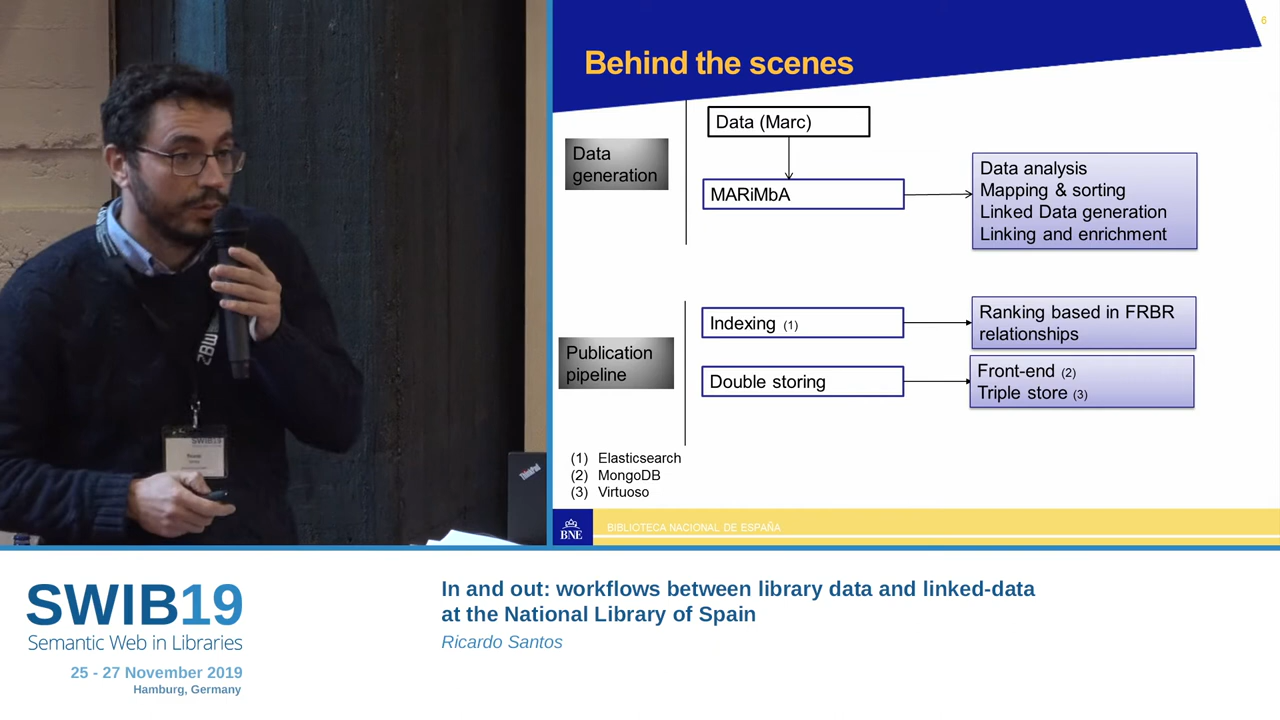 6
Behind the scenes
Data (Marc)
Data
generation
MARiMbA
Data analysis
Mapping & sorting
Linked Data generation
Linking and enrichment
Indexing (1)
Ranking based in FRBR
relationships
Publication
pipeline
Double storing
Front-end (2)
Triple store (3)
(1) Elasticsearch
(2) MongoDB
(3) Virtuoso
BNE
BIBLIOTECA NACIONAL DE ESPAÑA
ZBW
SWIB19
ThinkPad
SWIB19
Semantic Web in Libraries
25 - 27 November 2019
Hamburg, Germany
In and out: workflows between library data and linked-data
at the National Library of Spain
Ricardo Santos